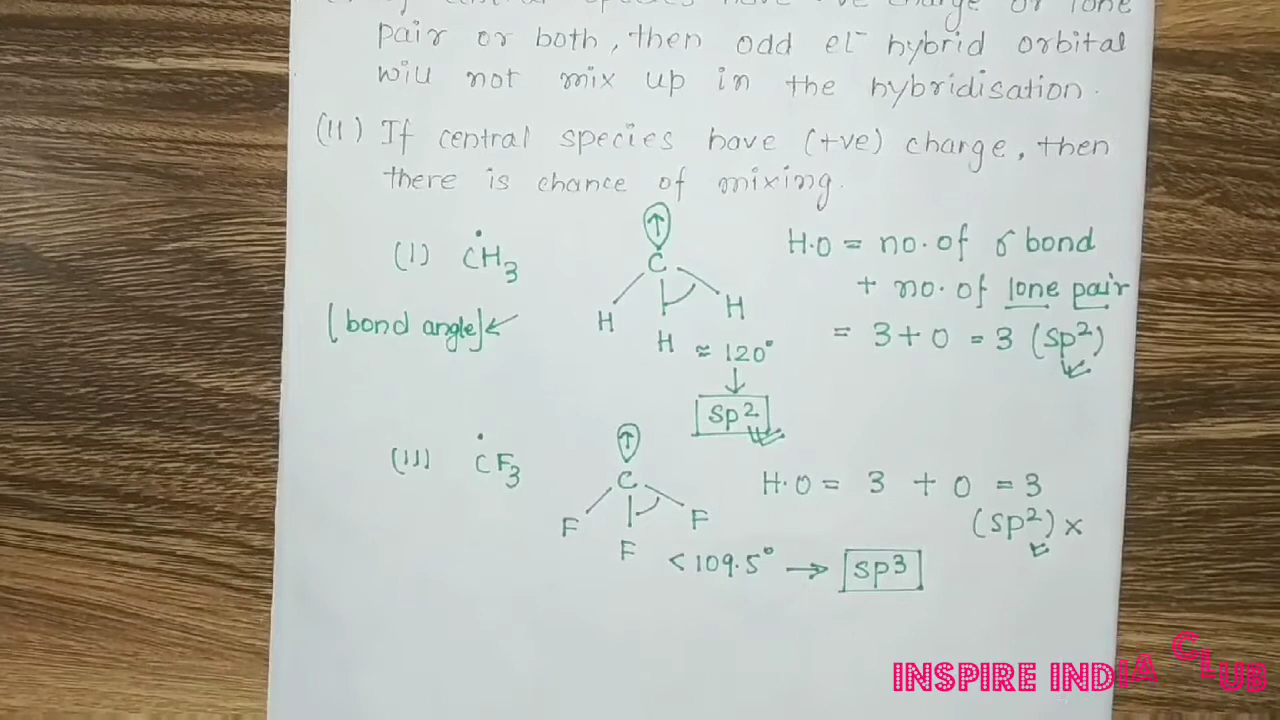 pair or both, then odd el⁻ hybrid orbital
will not mix up in the hybridisation.
(II) If central species have (+ve) charge, then
there is chance of mixing.
(I) ĊH₃
[bond angle]
C
H H H
≈ 120°
sp²
H.O = no. of σ bond
+ no. of lone pair
= 3 + 0 = 3 (sp²)
(II) ĊF₃
C
F F F
< 109.5° → sp³
H.O = 3 + 0 = 3
(sp²) ×
INSPIRE INDIA CLUB